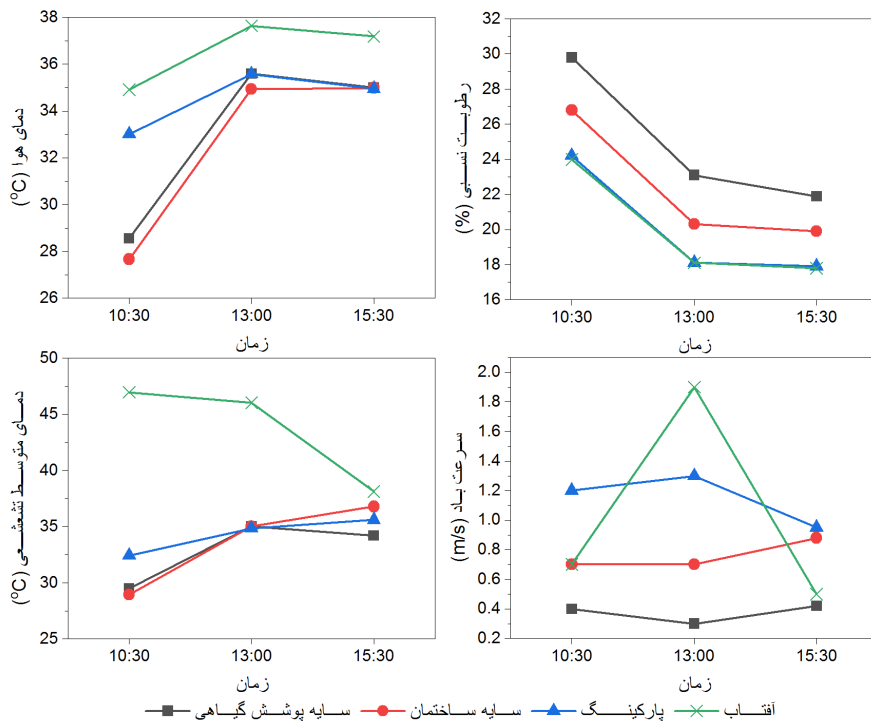 38
36
34
32
30
28
26
دمای هوا (°C)
10:30 13:00 15:30
زمان
32
30
28
26
24
22
20
18
16
رطوبت نسبی (%)
10:30 13:00 15:30
زمان
50
45
40
35
30
25
دمای متوسط تشعشعی (°C)
10:30 13:00 15:30
زمان
2.0
1.8
1.6
1.4
1.2
1.0
0.8
0.6
0.4
0.2
سرعت باد (m/s)
10:30 13:00 15:30
زمان
سایه پوشش گیاهی سایه ساختمان پارکینگ آفتاب